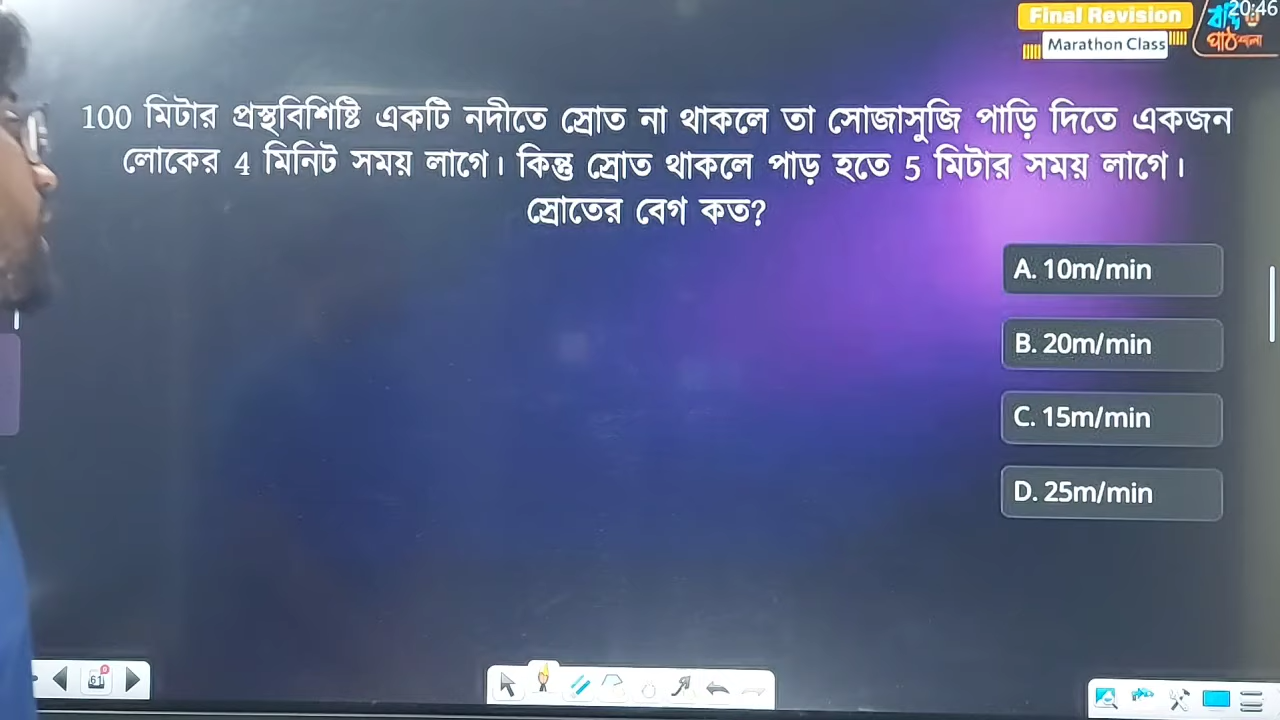 20:46
Final Revision
Marathon Class
100 মিটার প্রস্থবিশিষ্টি একটি নদীতে স্রোত না থাকলে তা সোজাসুজি পাড়ি দিতে একজন
লোকের 4 মিনিট সময় লাগে। কিন্তু স্রোত থাকলে পাড় হতে 5 মিটার সময় লাগে।
স্রোতের বেগ কত?
A. 10m/min
B. 20m/min
C. 15m/min
D. 25m/min
61